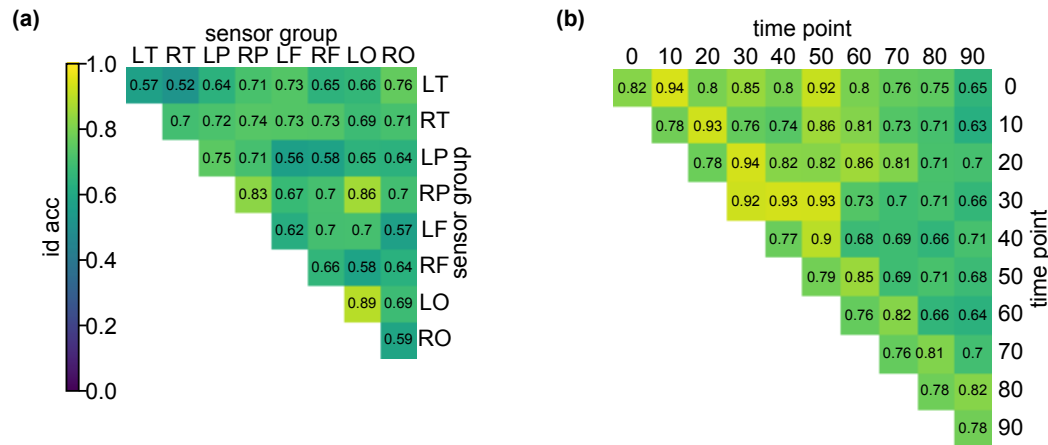 (a)
sensor group
LT RT LP RP LF RF LO RO
0.57 0.52 0.64 0.71 0.73 0.65 0.66 0.76 LT
0.7 0.72 0.74 0.73 0.73 0.69 0.71 RT
0.75 0.71 0.56 0.58 0.65 0.64 LP
0.83 0.67 0.7 0.86 0.7 RP
0.62 0.7 0.7 0.57 LF
0.66 0.58 0.64 RF
0.89 0.69 LO
0.59 RO
sensor group
id acc
1.0
0.8
0.6
0.4
0.2
0.0
(b)
time point
0 10 20 30 40 50 60 70 80 90
0.82 0.94 0.8 0.85 0.8 0.92 0.8 0.76 0.75 0.65 0
0.78 0.93 0.76 0.74 0.86 0.81 0.73 0.71 0.63 10
0.78 0.94 0.82 0.82 0.86 0.81 0.71 0.7 20
0.92 0.93 0.93 0.73 0.7 0.71 0.66 30
0.77 0.9 0.68 0.69 0.66 0.71 40
0.79 0.85 0.69 0.71 0.68 50
0.76 0.82 0.66 0.64 60
0.76 0.81 0.7 70
0.78 0.82 80
0.78 90
time point